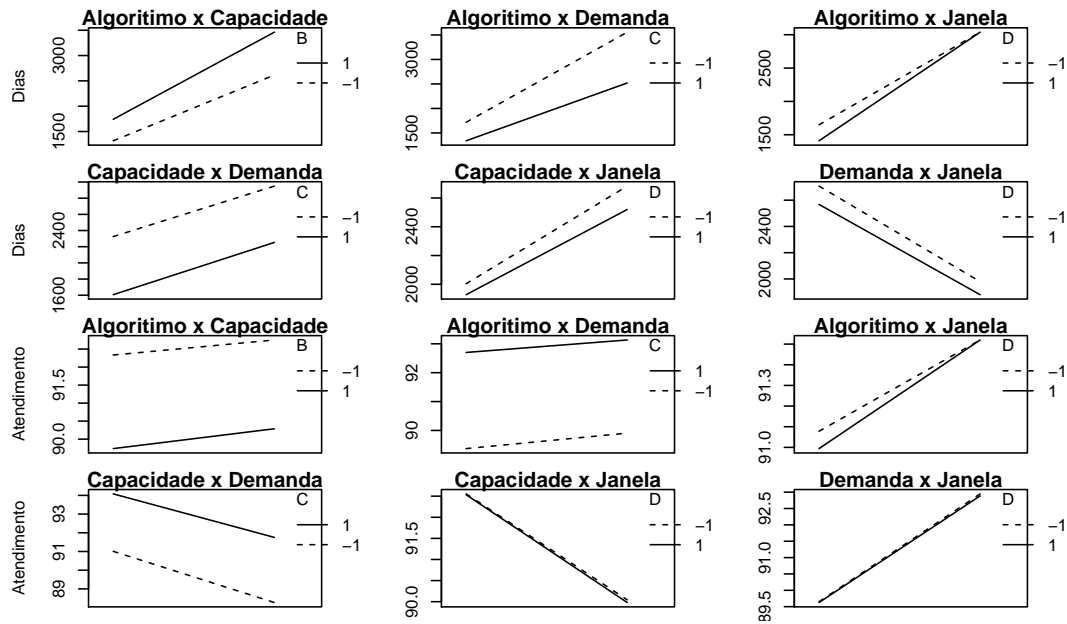 Algoritimo x Capacidade
Dias
1500
3000
B
1
−1
Algoritimo x Demanda
1500
3000
C
−1
1
Algoritimo x Janela
1500
2500
D
−1
1
Capacidade x Demanda
Dias
1600
2400
C
−1
1
Capacidade x Janela
2000
2400
D
−1
1
Demanda x Janela
2000
2400
D
−1
1
Algoritimo x Capacidade
Atendimento
90.0
91.5
B
−1
1
Algoritimo x Demanda
90
92
C
1
−1
Algoritimo x Janela
91.0
91.3
D
−1
1
Capacidade x Demanda
Atendimento
89
91
93
C
1
−1
Capacidade x Janela
90.0
91.5
D
−1
1
Demanda x Janela
89.5
91.0
92.5
D
−1
1